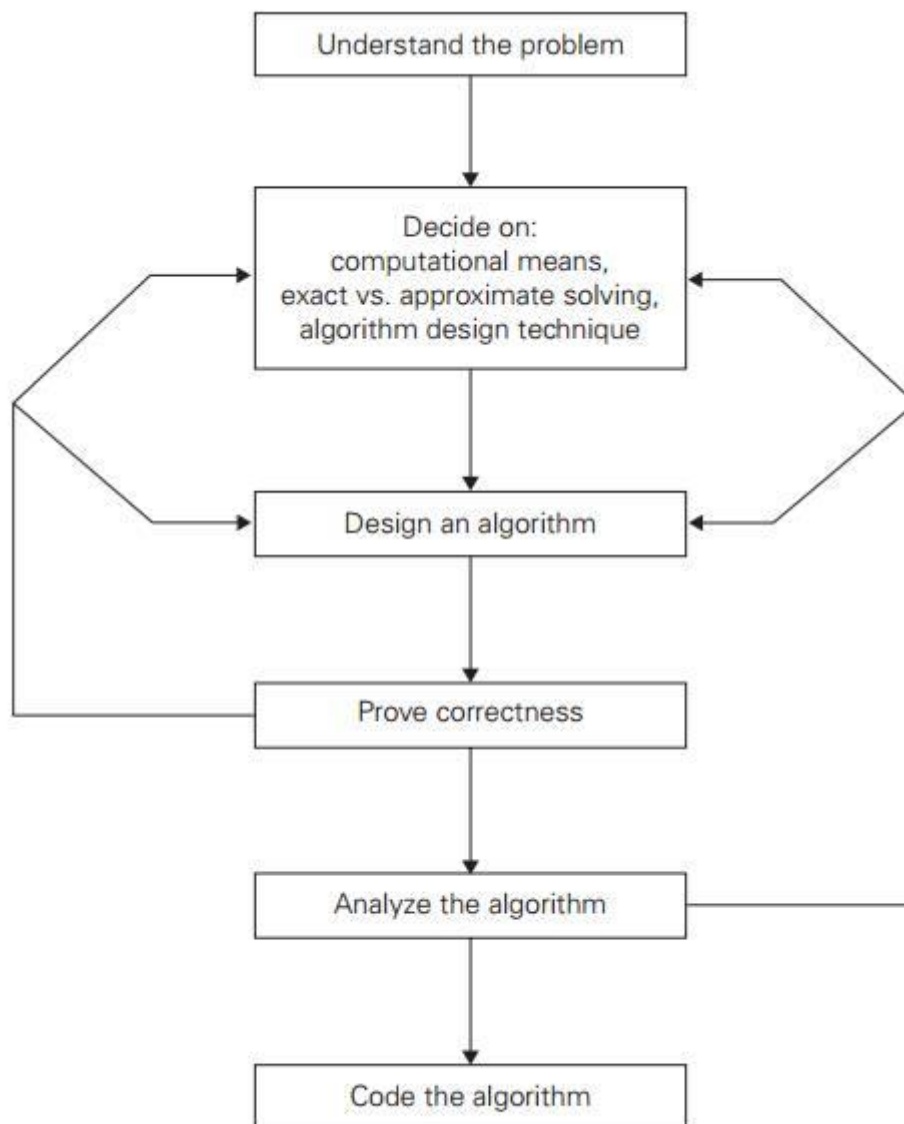 Understand the problem
Decide on:
computational means,
exact vs. approximate solving,
algorithm design technique
Design an algorithm
Prove correctness
Analyze the algorithm
Code the algorithm